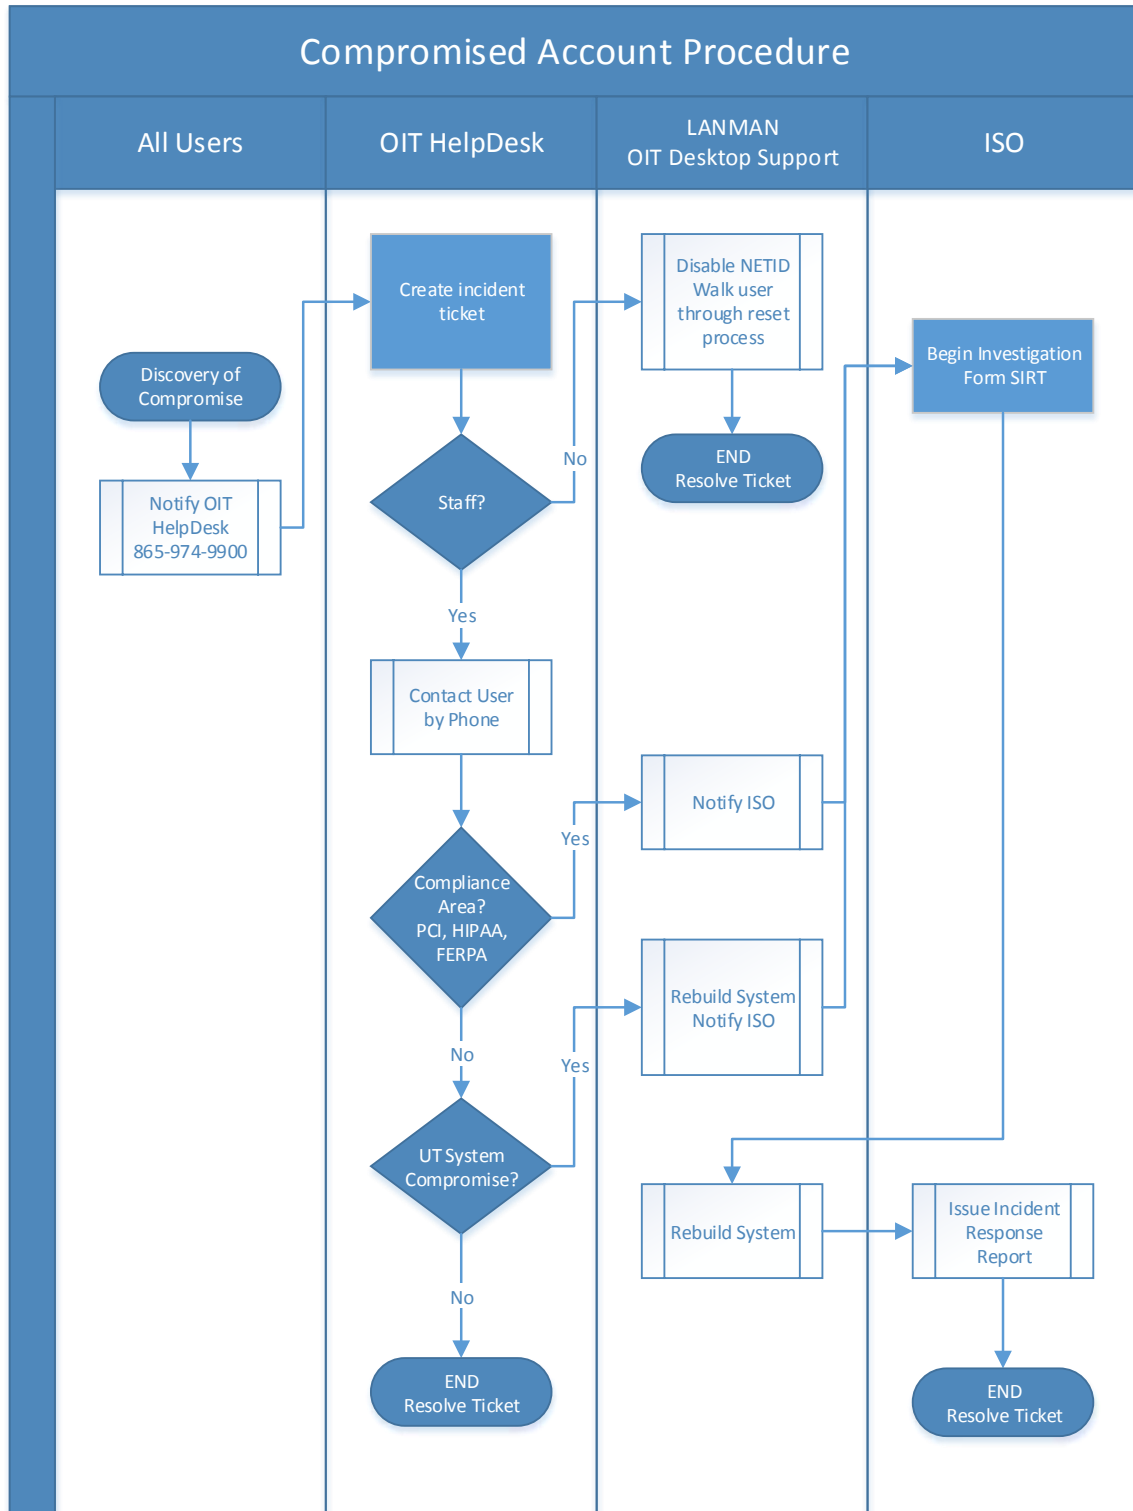 Compromised Account Procedure
All Users
OIT HelpDesk
LANMAN
OIT Desktop Support
ISO
Discovery of
Compromise
Notify OIT
HelpDesk
865-974-9900
Create incident
ticket
Staff?
No
Yes
Contact User
by Phone
Compliance
Area?
PCI, HIPAA,
FERPA
Yes
No
UT System
Compromise?
Yes
No
END
Resolve Ticket
Disable NETID
Walk user
through reset
process
END
Resolve Ticket
Notify ISO
Rebuild System
Notify ISO
Rebuild System
Begin Investigation
Form SIRT
Issue Incident
Response
Report
END
Resolve Ticket